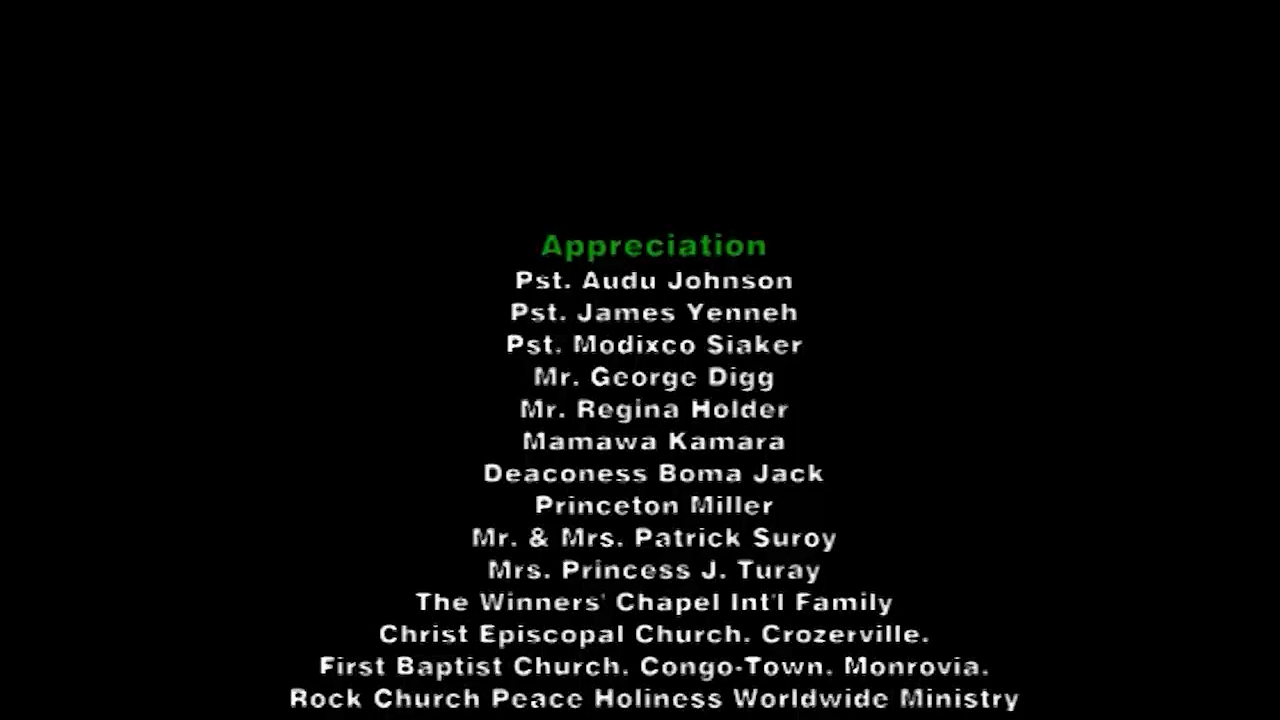 Appreciation
Pst. Audu Johnson
Pst. James Yenneh
Pst. Modixco Siaker
Mr. George Digg
Mr. Regina Holder
Mamawa Kamara
Deaconess Boma Jack
Princeton Miller
Mr. & Mrs. Patrick Suroy
Mrs. Princess J. Turay
The Winners' Chapel Int'l Family
Christ Episcopal Church. Crozerville.
First Baptist Church. Congo-Town. Monrovia.
Rock Church Peace Holiness Worldwide Ministry